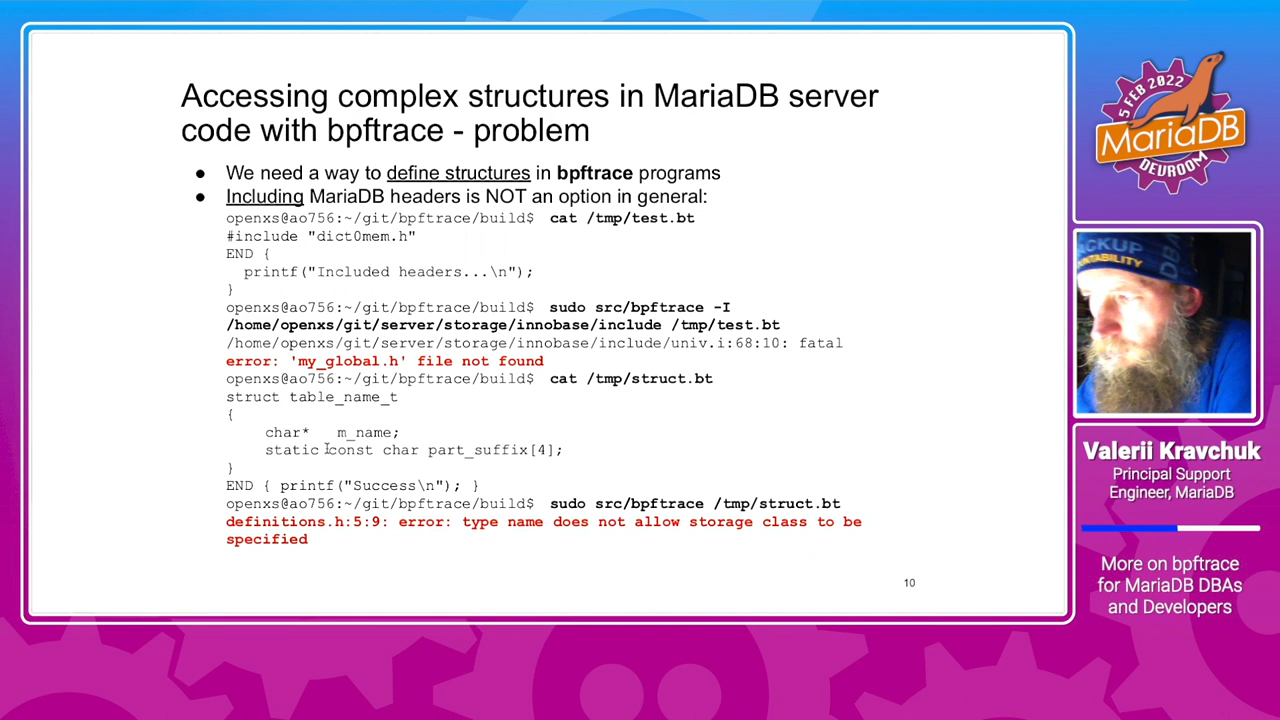 Accessing complex structures in MariaDB server
code with bpftrace - problem
● We need a way to define structures in bpftrace programs
● Including MariaDB headers is NOT an option in general:
openxs@ao756:~/git/bpftrace/build$ cat /tmp/test.bt
#include "dict0mem.h"
END {
printf("Included headers...\n");
}
openxs@ao756:~/git/bpftrace/build$ sudo src/bpftrace -I
/home/openxs/git/server/storage/innobase/include /tmp/test.bt
/home/openxs/git/server/storage/innobase/include/univ.i:68:10: fatal
error: 'my_global.h' file not found
openxs@ao756:~/git/bpftrace/build$ cat /tmp/struct.bt
struct table_name_t
{
char* m_name;
static const char part_suffix[4];
}
END { printf("Success\n"); }
openxs@ao756:~/git/bpftrace/build$ sudo src/bpftrace /tmp/struct.bt
definitions.h:5:9: error: type name does not allow storage class to be
specified
10
5 FEB 2022
MariaDB
DEVROOM
BACKUP
DBA
Valerii Kravchuk
Principal Support
Engineer, MariaDB
More on bpftrace
for MariaDB DBAs
and Developers